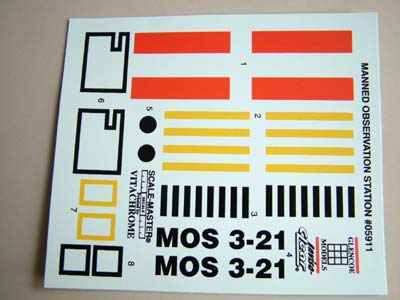 MANNED OBSERVATION STATION #05911
1
2
3
4
5
6
7
8
MOS 3-21
MOS 3-21
SCALE-MASTER®
VITACHROME
GLENCOE
MODELS